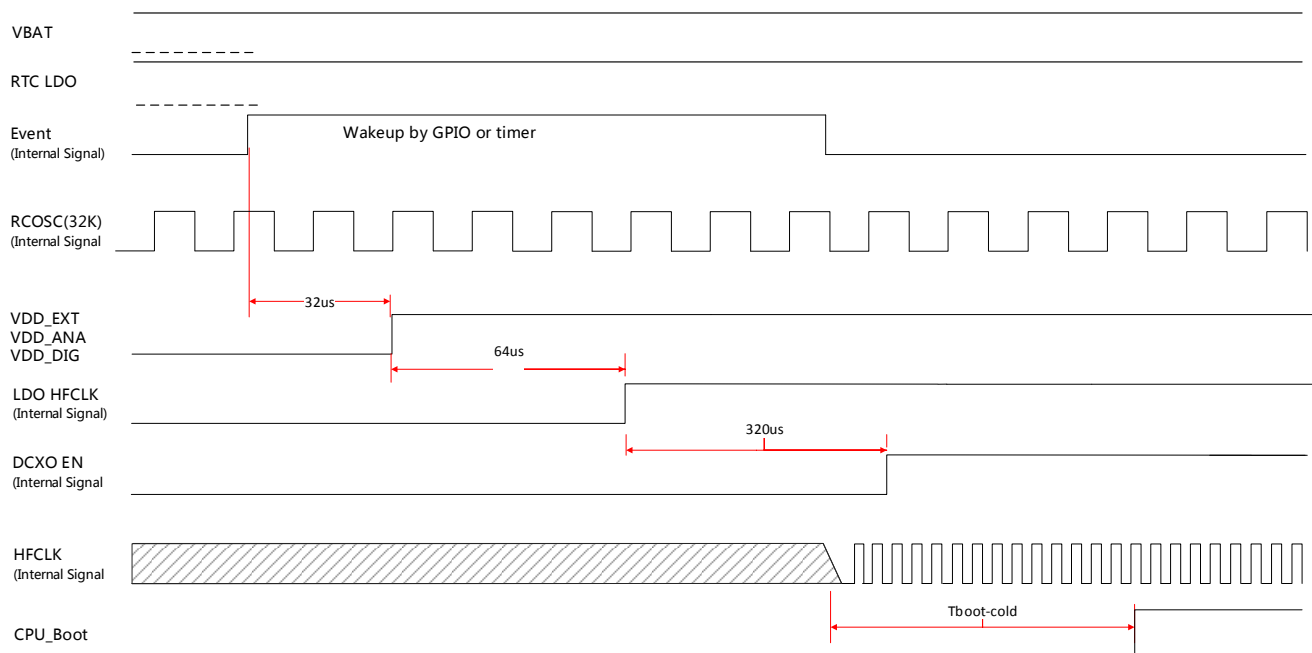 VBAT
RTC LDO
Event
(Internal Signal)
Wakeup by GPIO or timer
RCOSC(32K)
(Internal Signal
32us
VDD_EXT
VDD_ANA
VDD_DIG
64us
LDO HFCLK
(Internal Signal)
320us
DCXO EN
(Internal Signal
HFCLK
(Internal Signal
Tboot-cold
CPU_Boot